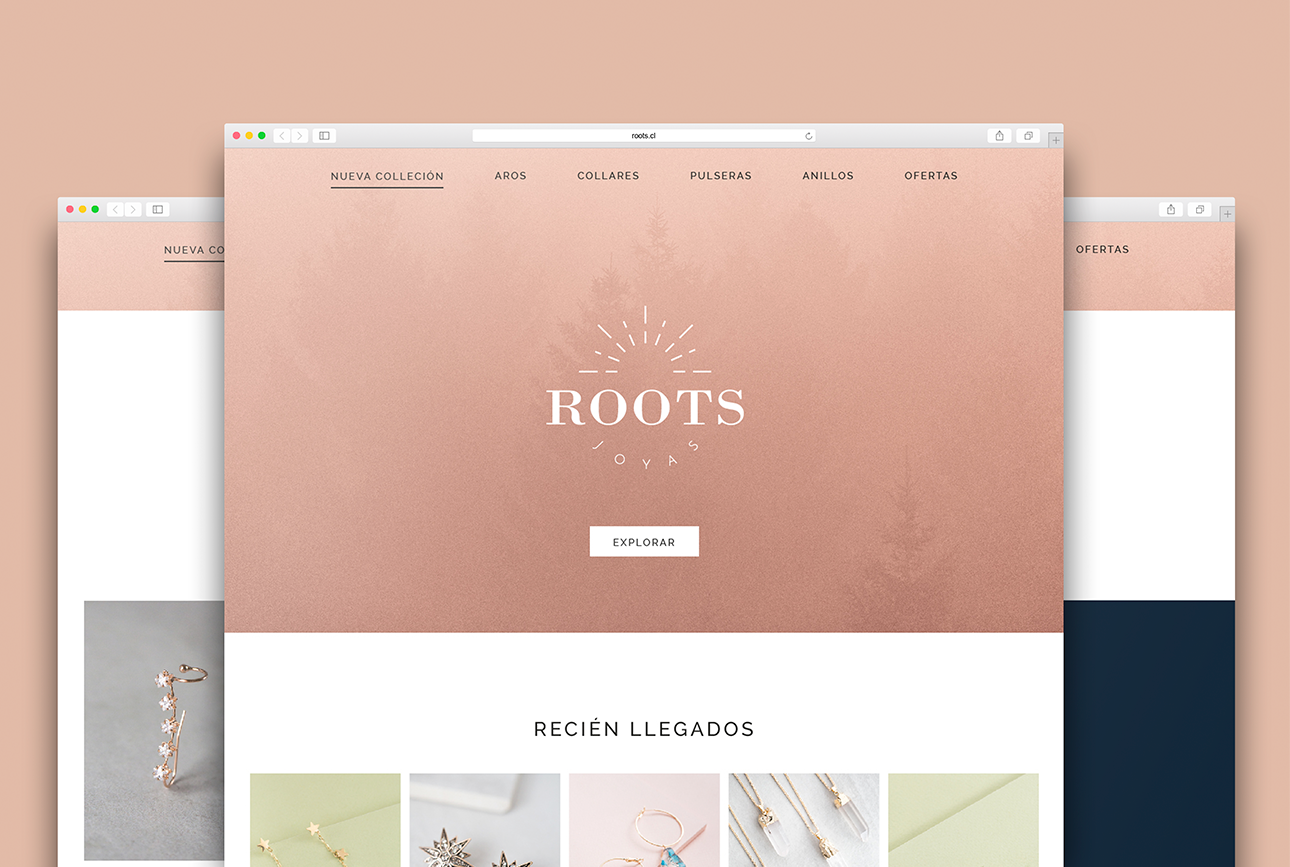 roots.cl
NUEVA COLLECIÓN AROS COLLARES PULSERAS ANILLOS OFERTAS
NUEVA CO
OFERTAS
ROOTS
JOYAS
EXPLORAR
RECIÉN LLEGADOS